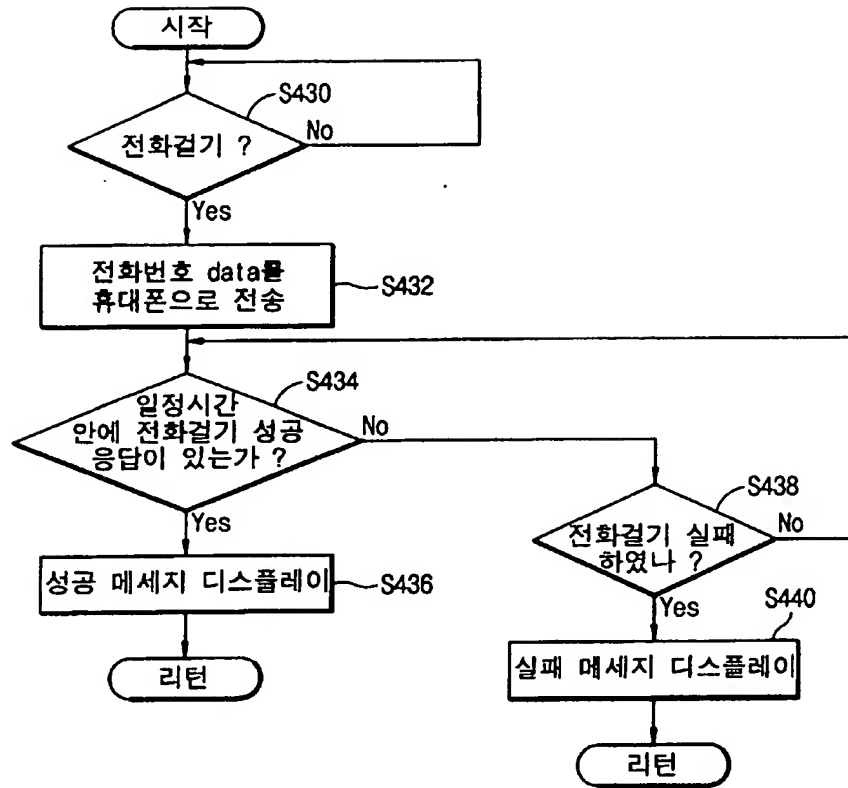 시작
S430
전화걸기 ?
No
Yes
전화번호 data를
휴대폰으로 전송
S432
S434
일정시간
안에 전화걸기 성공
응답이 있는가 ?
No
Yes
S438
전화걸기 실패
하였나 ?
No
Yes
성공 메세지 디스플레이
S436
S440
실패 메세지 디스플레이
리턴
리턴